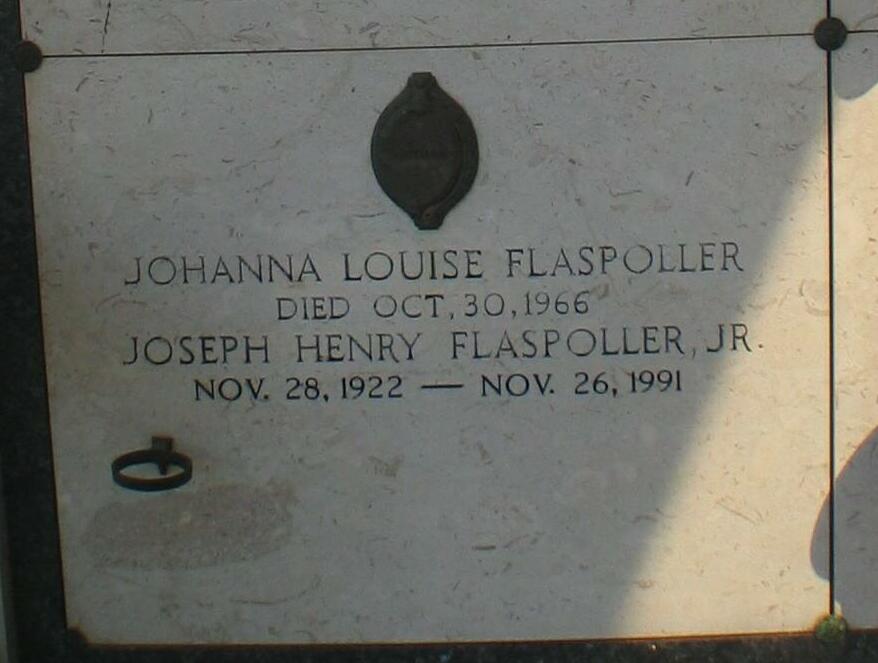 JOHANNA LOUISE FLASPOLLER
DIED OCT. 30, 1966
JOSEPH HENRY FLASPOLLER, JR.
NOV. 28, 1922 — NOV. 26, 1991